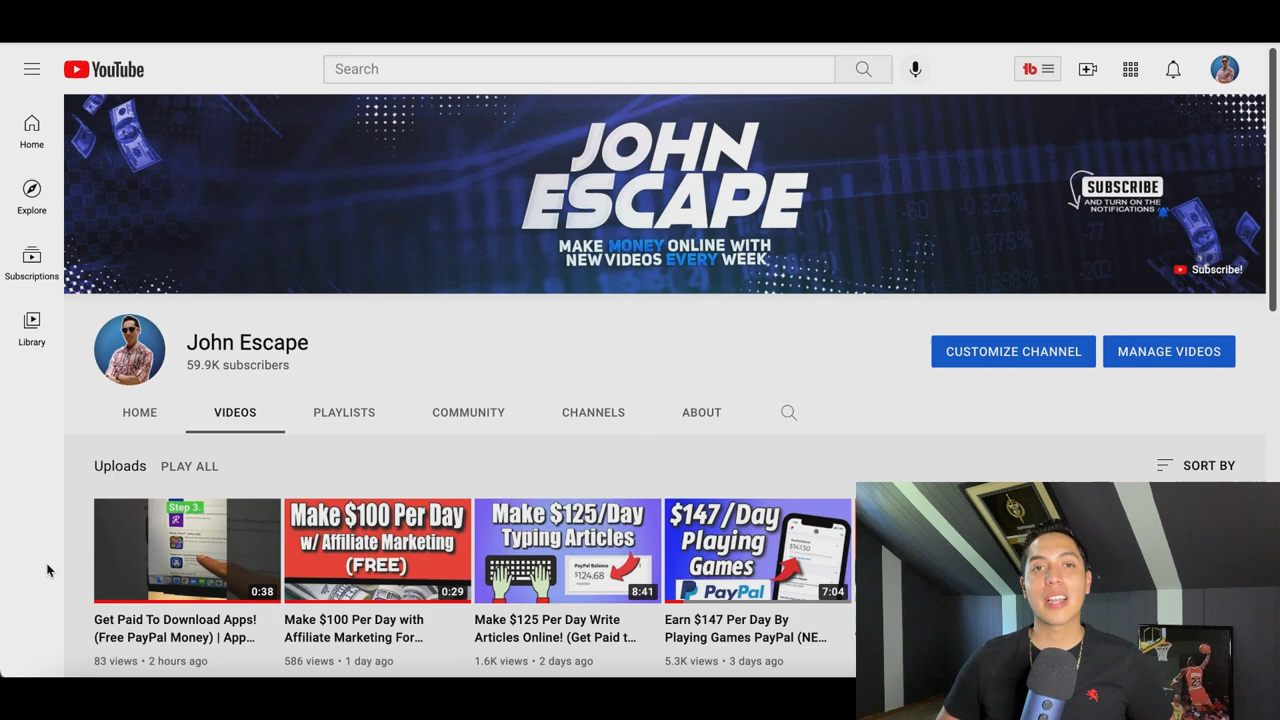 YouTube
Search
Home
Explore
Subscriptions
Library
JOHN
ESCAPE
MAKE MONEY ONLINE WITH
NEW VIDEOS EVERY WEEK
SUBSCRIBE
AND TURN ON THE
NOTIFICATIONS
Subscribe!
John Escape
59.9K subscribers
CUSTOMIZE CHANNEL
MANAGE VIDEOS
HOME
VIDEOS
PLAYLISTS
COMMUNITY
CHANNELS
ABOUT
Uploads
PLAY ALL
SORT BY
Step 3.
0:38
Make $100 Per Day
w/ Affiliate Marketing
(FREE)
0:29
Make $125/Day
Typing Articles
PayPal Balance
$124.68
8:41
$147/Day
Playing
Games
PayPal
$147.50
7:04
Get Paid To Download Apps!
(Free PayPal Money) | App...
83 views • 2 hours ago
Make $100 Per Day with
Affiliate Marketing For...
586 views • 1 day ago
Make $125 Per Day Write
Articles Online! (Get Paid t...
1.6K views • 2 days ago
Earn $147 Per Day By
Playing Games PayPal (NE...
5.3K views • 3 days ago
23